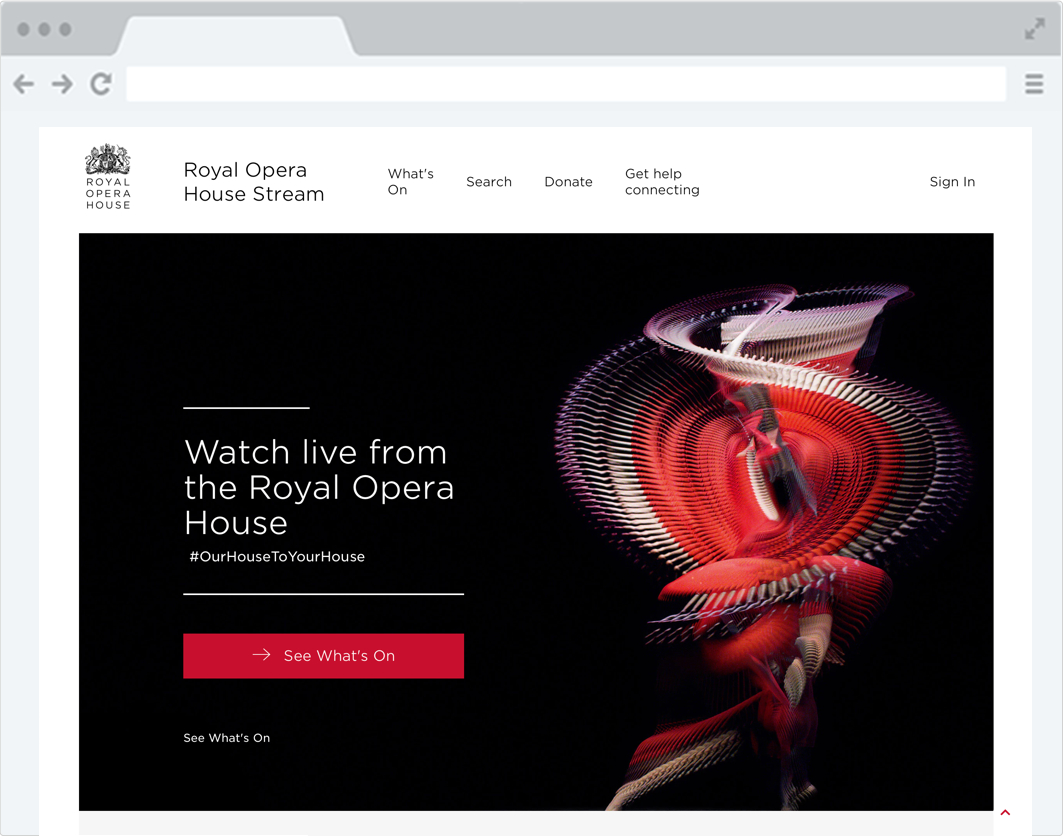 ROYAL
OPERA
HOUSE
Royal Opera
House Stream
What's
On
Search
Donate
Get help
connecting
Sign In
Watch live from
the Royal Opera
House
#OurHouseToYourHouse
See What's On
See What's On